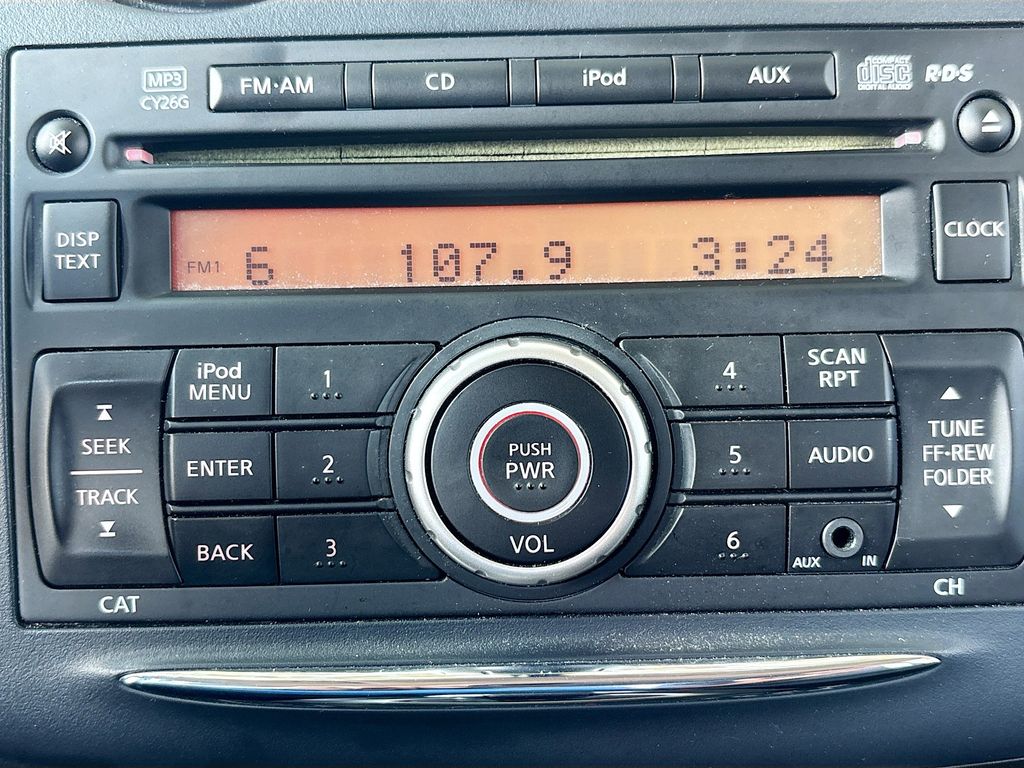 MP3
CY26G
FM·AM
CD
iPod
AUX
COMPACT
disc
DIGITAL AUDIO
R·D·S
DISP
TEXT
FM1 6 107.9 3:24
CLOCK
SEEK
TRACK
CAT
iPod
MENU
ENTER
BACK
1
2
3
PUSH
PWR
VOL
4
5
6
SCAN
RPT
AUDIO
AUX IN
TUNE
FF·REW
FOLDER
CH